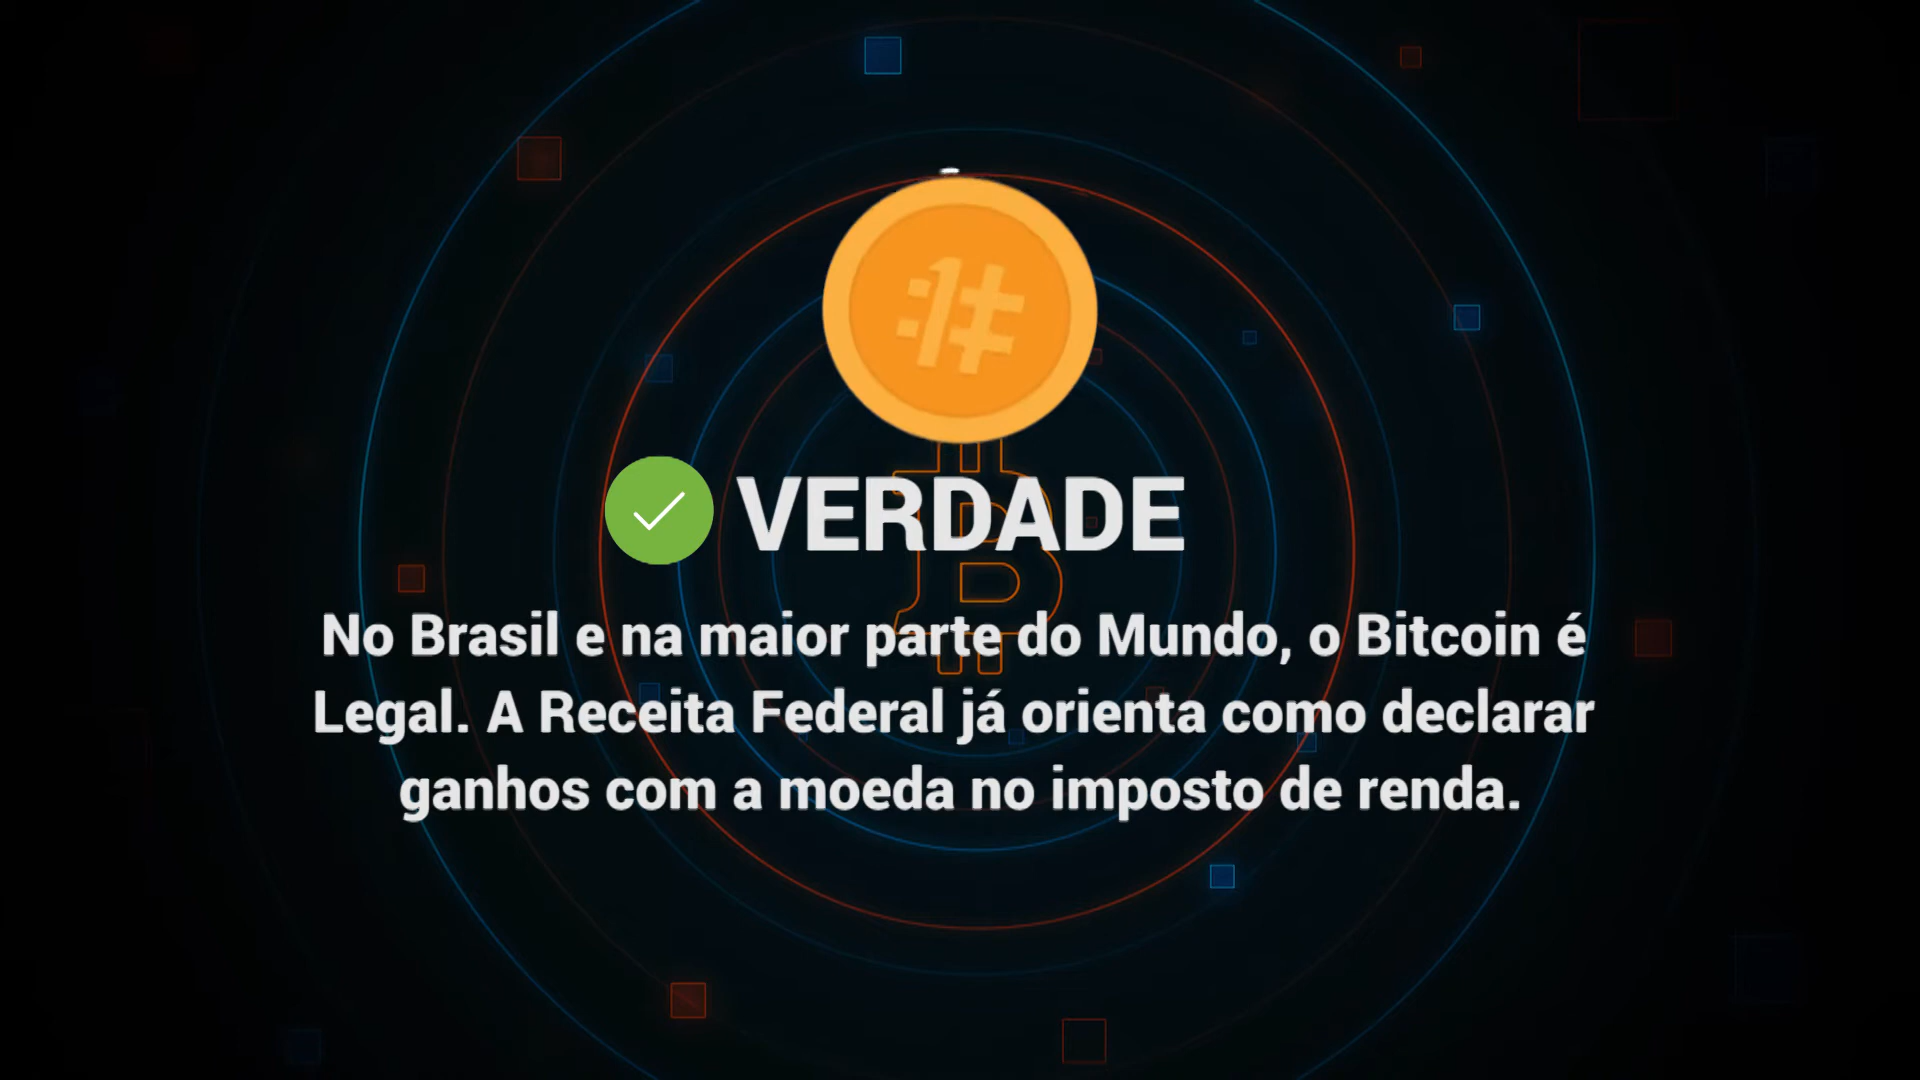 VERDADE
No Brasil e na maior parte do Mundo, o Bitcoin é
Legal. A Receita Federal já orienta como declarar
ganhos com a moeda no imposto de renda.